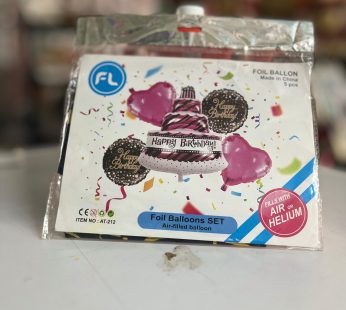 FL
FOIL BALLON
Made in China
5 pcs
Happy
Birthday
HAPPY BIRTHDAY!
Happy
Birthday
FILLS WITH
AIR or
HELIUM
Foil Balloons SET
Air-filled balloon
CE
ITEM NO : AT-212